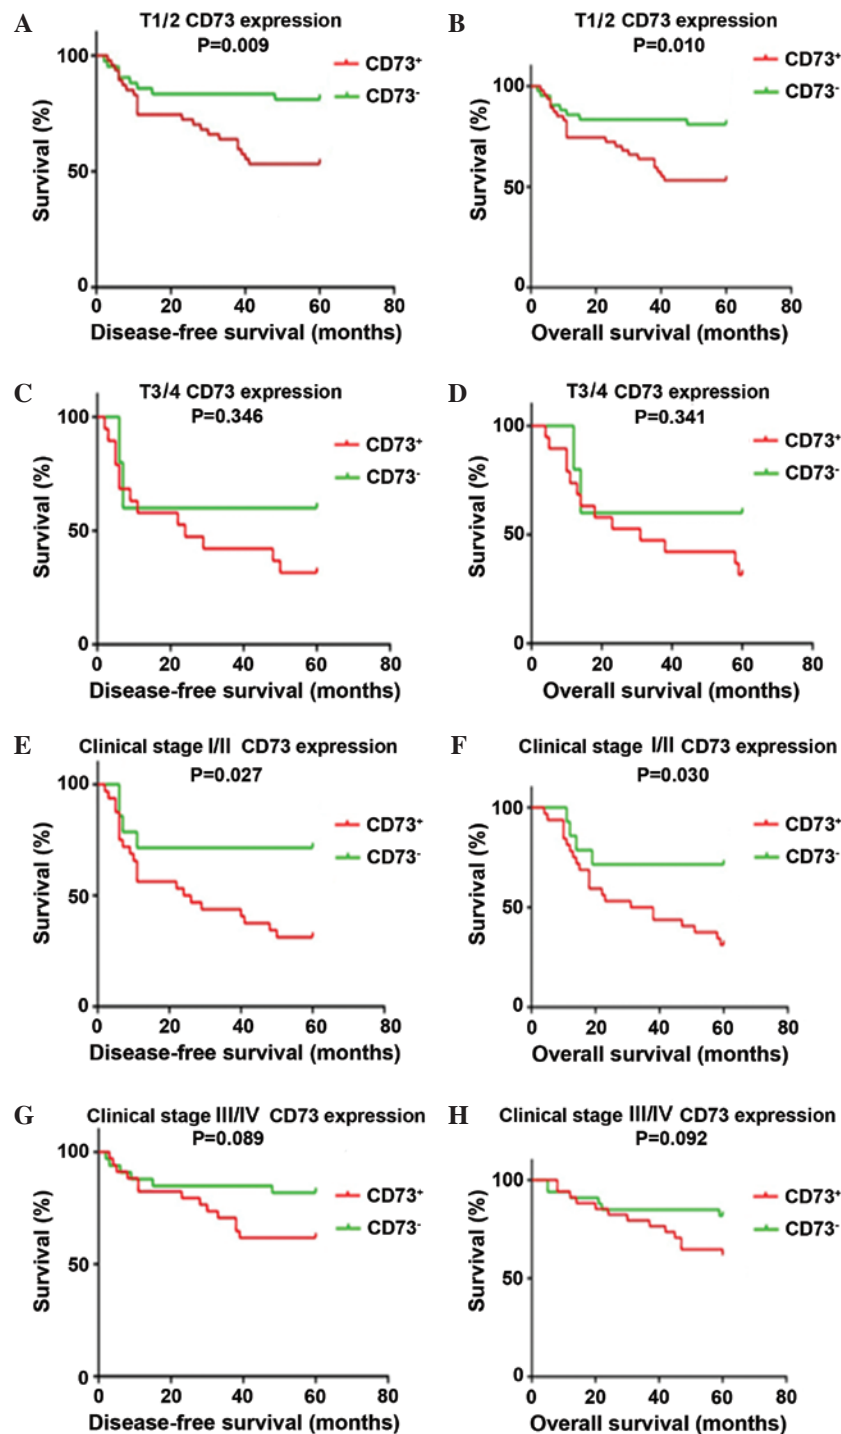 A
T1/2 CD73 expression
P=0.009
CD73+
CD73-
Survival (%)
100
50
0
0 20 40 60 80
Disease-free survival (months)
B
T1/2 CD73 expression
P=0.010
CD73+
CD73-
Survival (%)
100
50
0
0 20 40 60 80
Overall survival (months)
C
T3/4 CD73 expression
P=0.346
CD73+
CD73-
Survival (%)
100
50
0
0 20 40 60 80
Disease-free survival (months)
D
T3/4 CD73 expression
P=0.341
CD73+
CD73-
Survival (%)
100
50
0
0 20 40 60 80
Overall survival (months)
E
Clinical stage I/II CD73 expression
P=0.027
CD73+
CD73-
Survival (%)
100
50
0
0 20 40 60 80
Disease-free survival (months)
F
Clinical stage I/II CD73 expression
P=0.030
CD73+
CD73-
Survival (%)
100
50
0
0 20 40 60 80
Overall survival (months)
G
Clinical stage III/IV CD73 expression
P=0.089
CD73+
CD73-
Survival (%)
100
50
0
0 20 40 60 80
Disease-free survival (months)
H
Clinical stage III/IV CD73 expression
P=0.092
CD73+
CD73-
Survival (%)
100
50
0
0 20 40 60 80
Overall survival (months)